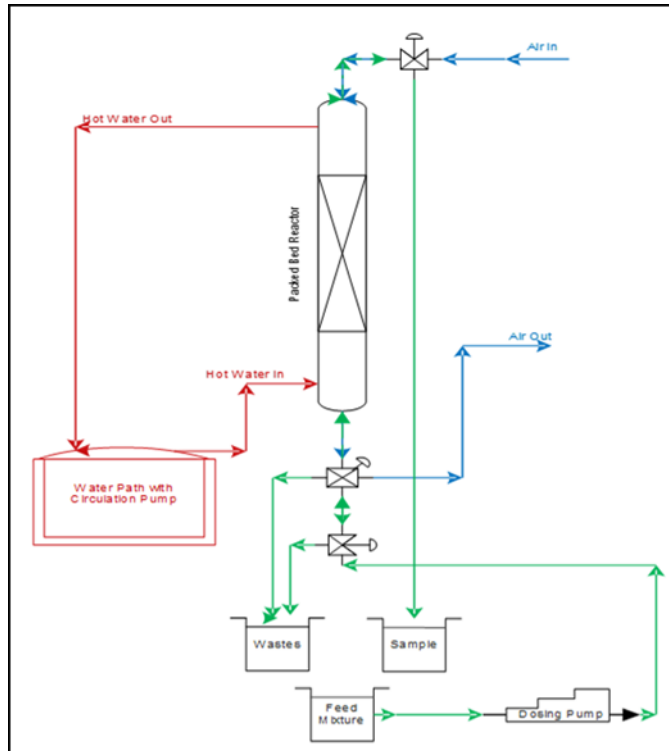 Air In
Hot Water Out
Packed Bed Reactor
Air Out
Hot Water In
Water Path with
Circulation Pump
Wastes
Sample
Feed
Mixture
Dosing Pump